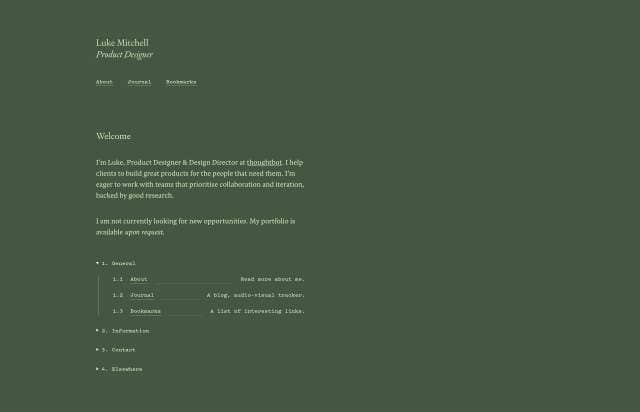 Luke Mitchell
Product Designer
About Journal Bookmarks
Welcome
I'm Luke, Product Designer & Design Director at thoughtbot. I help
clients to build great products for the people that need them. I'm
eager to work with teams that prioritise collaboration and iteration,
backed by good research.
I am not currently looking for new opportunities. My portfolio is
available upon request.
1. General
1.1 About Read more about me.
1.2 Journal A blog, audio-visual tracker.
1.3 Bookmarks A list of interesting links.
2. Information
3. Contact
4. Elsewhere